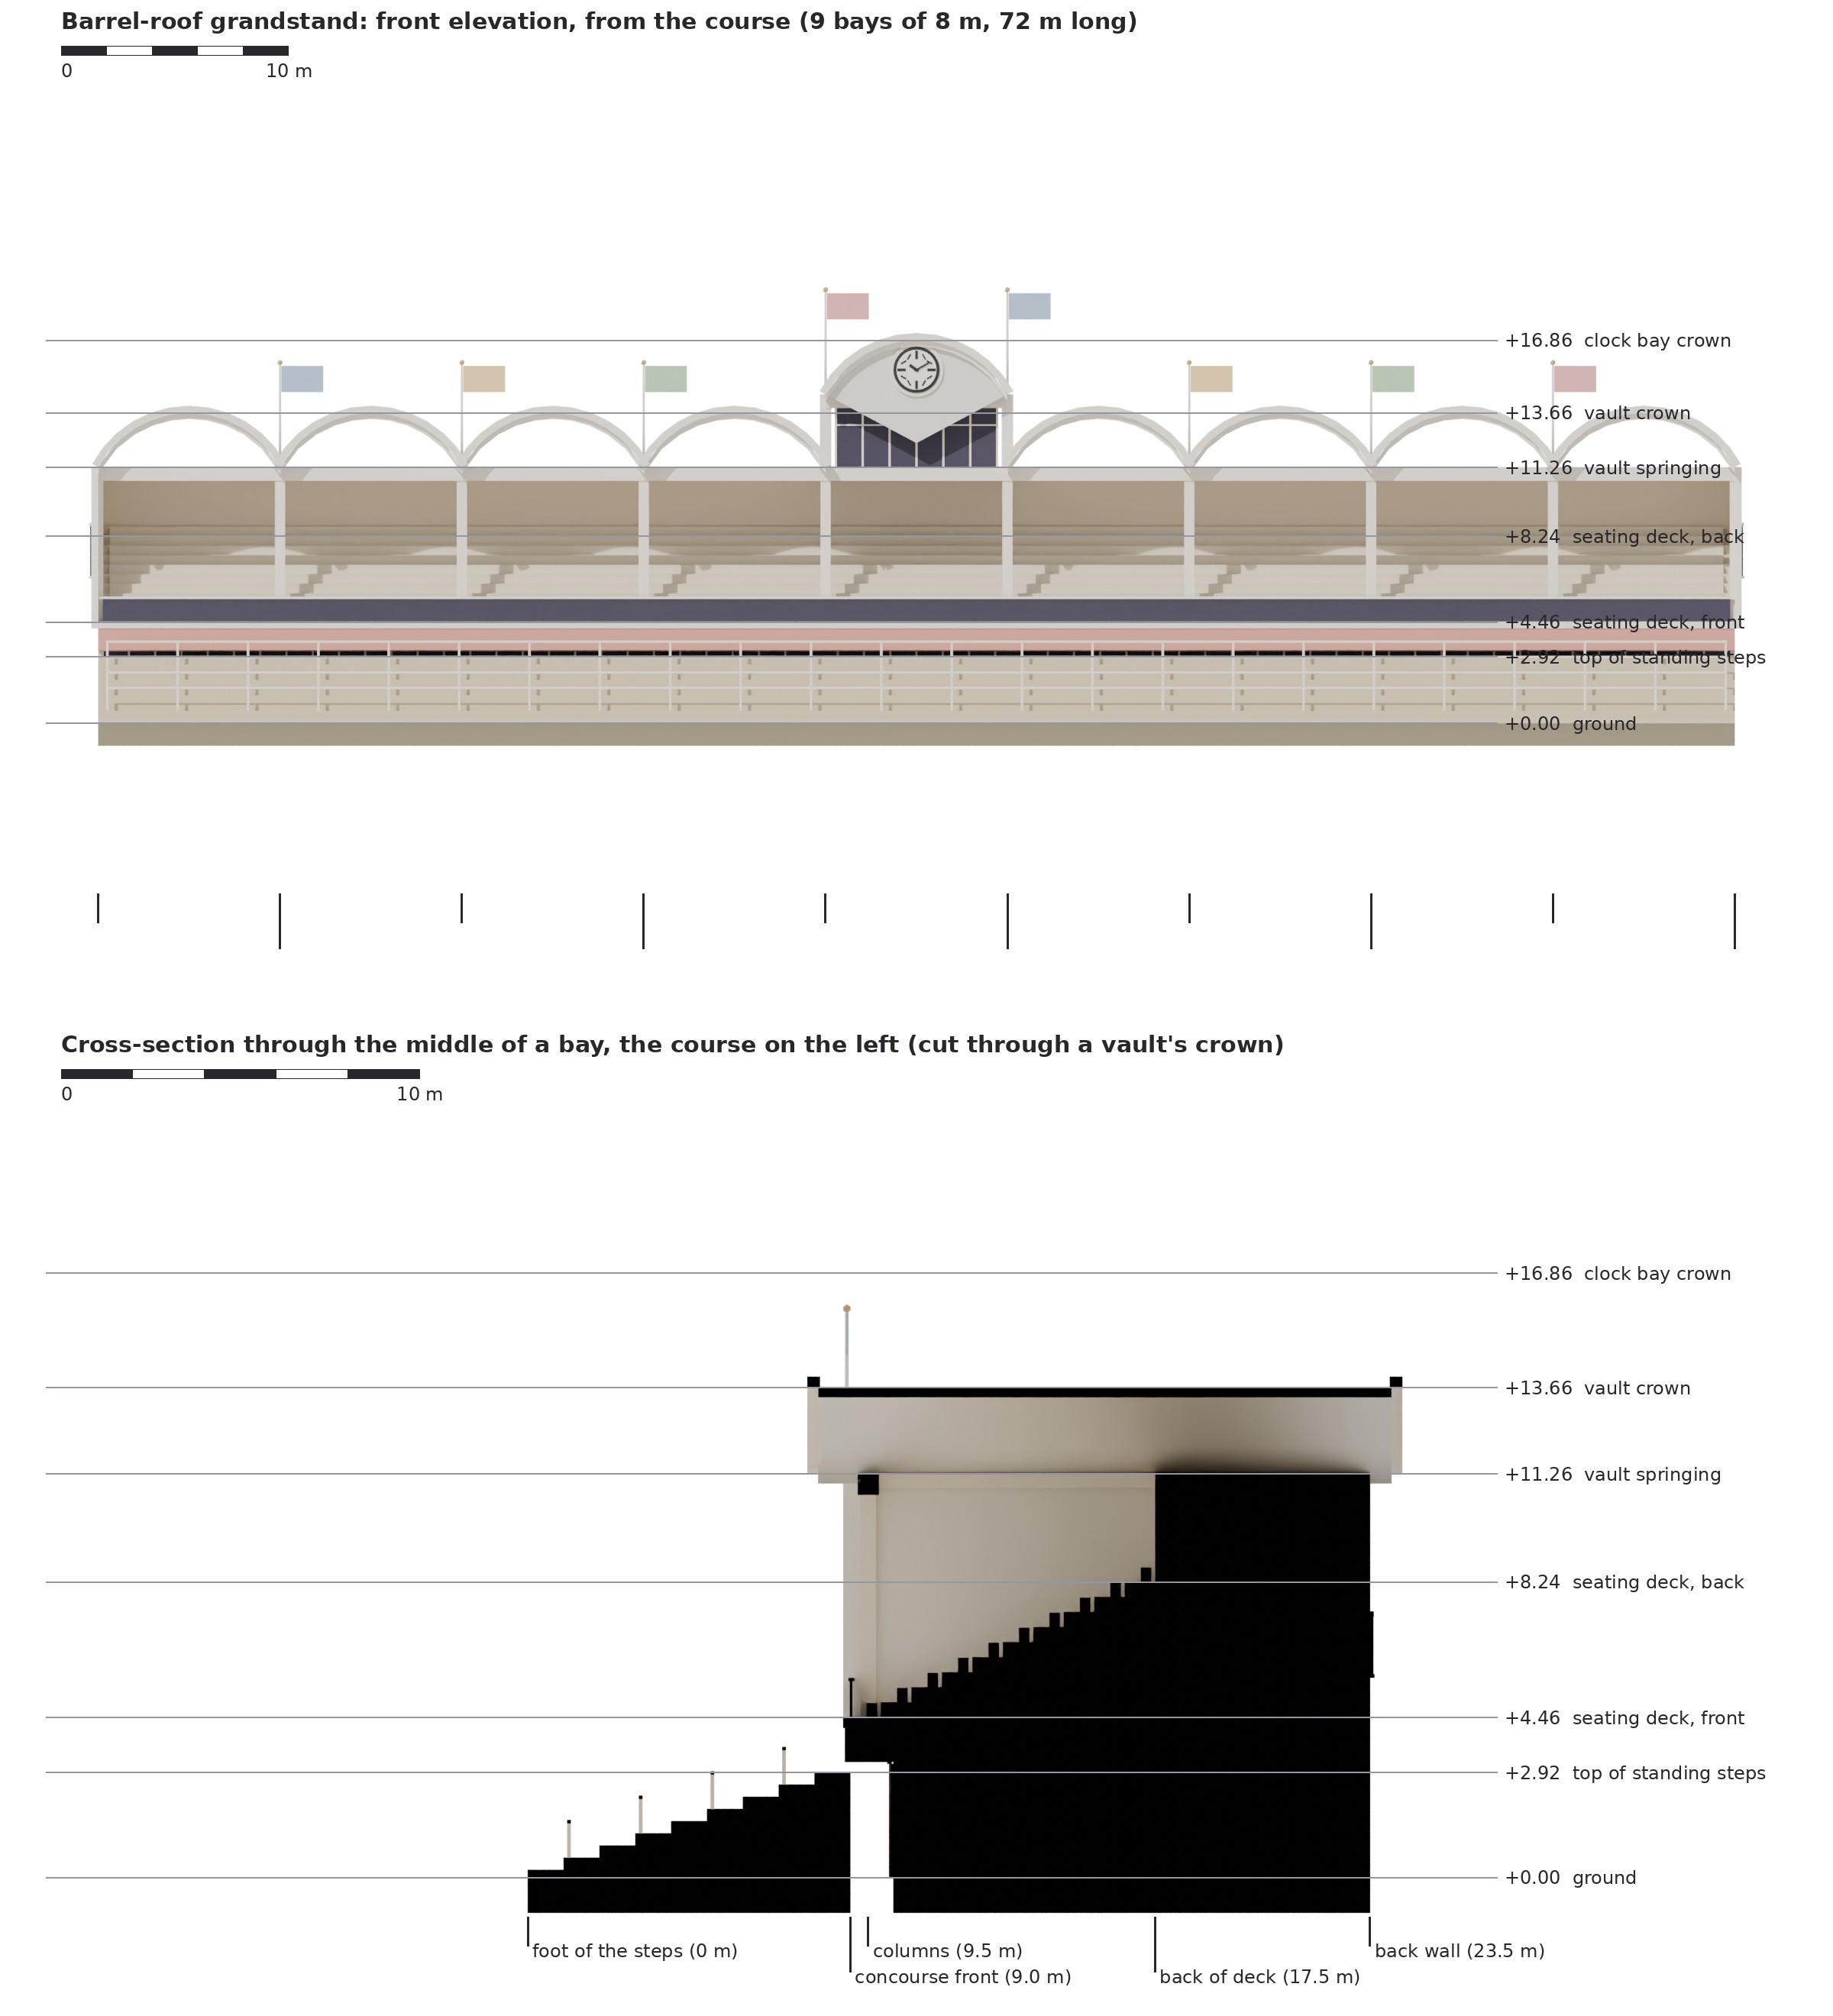 Barrel-roof grandstand: front elevation, from the course (9 bays of 8 m, 72 m long)
0 10 m
+16.86 clock bay crown
+13.66 vault crown
+11.26 vault springing
+8.24 seating deck, back
+4.46 seating deck, front
+2.92 top of standing steps
+0.00 ground
Cross-section through the middle of a bay, the course on the left (cut through a vault's crown)
0 10 m
+16.86 clock bay crown
+13.66 vault crown
+11.26 vault springing
+8.24 seating deck, back
+4.46 seating deck, front
+2.92 top of standing steps
+0.00 ground
foot of the steps (0 m) columns (9.5 m) back wall (23.5 m)
concourse front (9.0 m) back of deck (17.5 m)